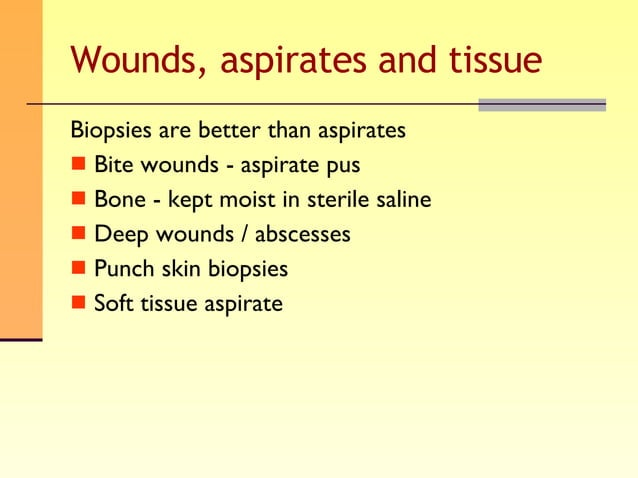 Wounds, aspirates and tissue
Biopsies are better than aspirates
Bite wounds - aspirate pus
Bone - kept moist in sterile saline
Deep wounds / abscesses
Punch skin biopsies
Soft tissue aspirate